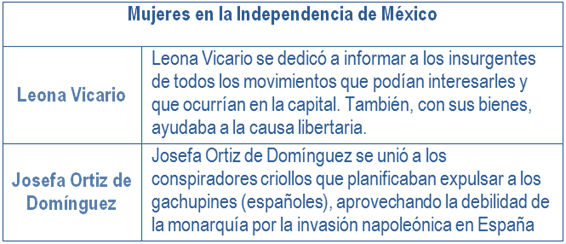 Mujeres en la Independencia de México
Leona Vicario
Leona Vicario se dedicó a informar a los insurgentes
de todos los movimientos que podían interesarles y
que ocurrían en la capital. También, con sus bienes,
ayudaba a la causa libertaria.
Josefa Ortiz de
Domínguez
Josefa Ortiz de Domínguez se unió a los
conspiradores criollos que planificaban expulsar a los
gachupines (españoles), aprovechando la debilidad de
la monarquía por la invasión napoleónica en España